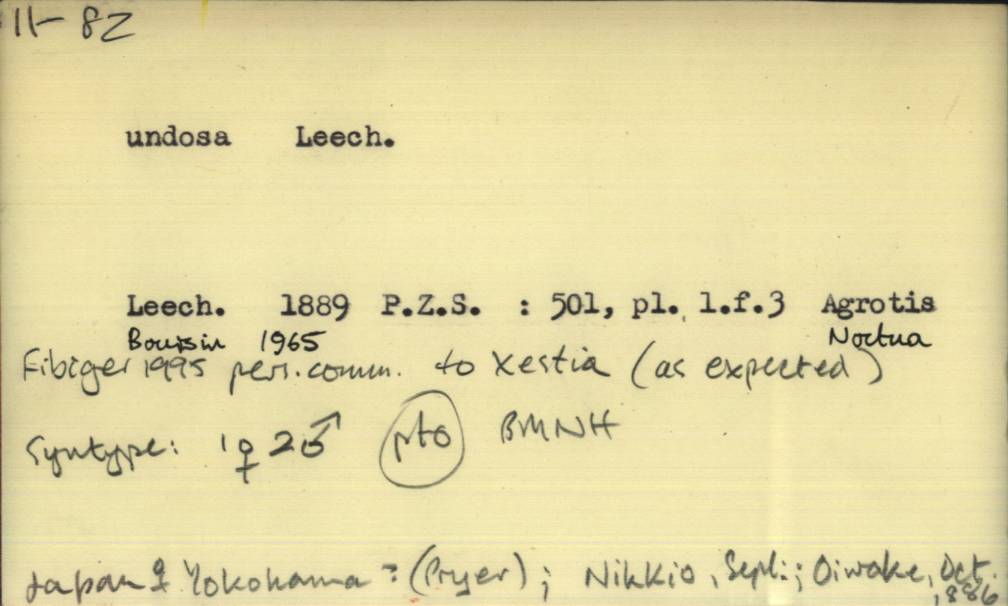 11-82
undosa Leech.
Leech. 1889 P.Z.S. : 501, pl. 1.f.3 Agrotis
Boursin 1965 Noctua
Fibiger 1995 pers. comm. to Xestia (as expected)
Syntype: 1♀ 2♂ pto BMNH
Japan ♀ Yokohama : (Pryer); Nikkio, Sept.; Oiwake, Oct.
1886